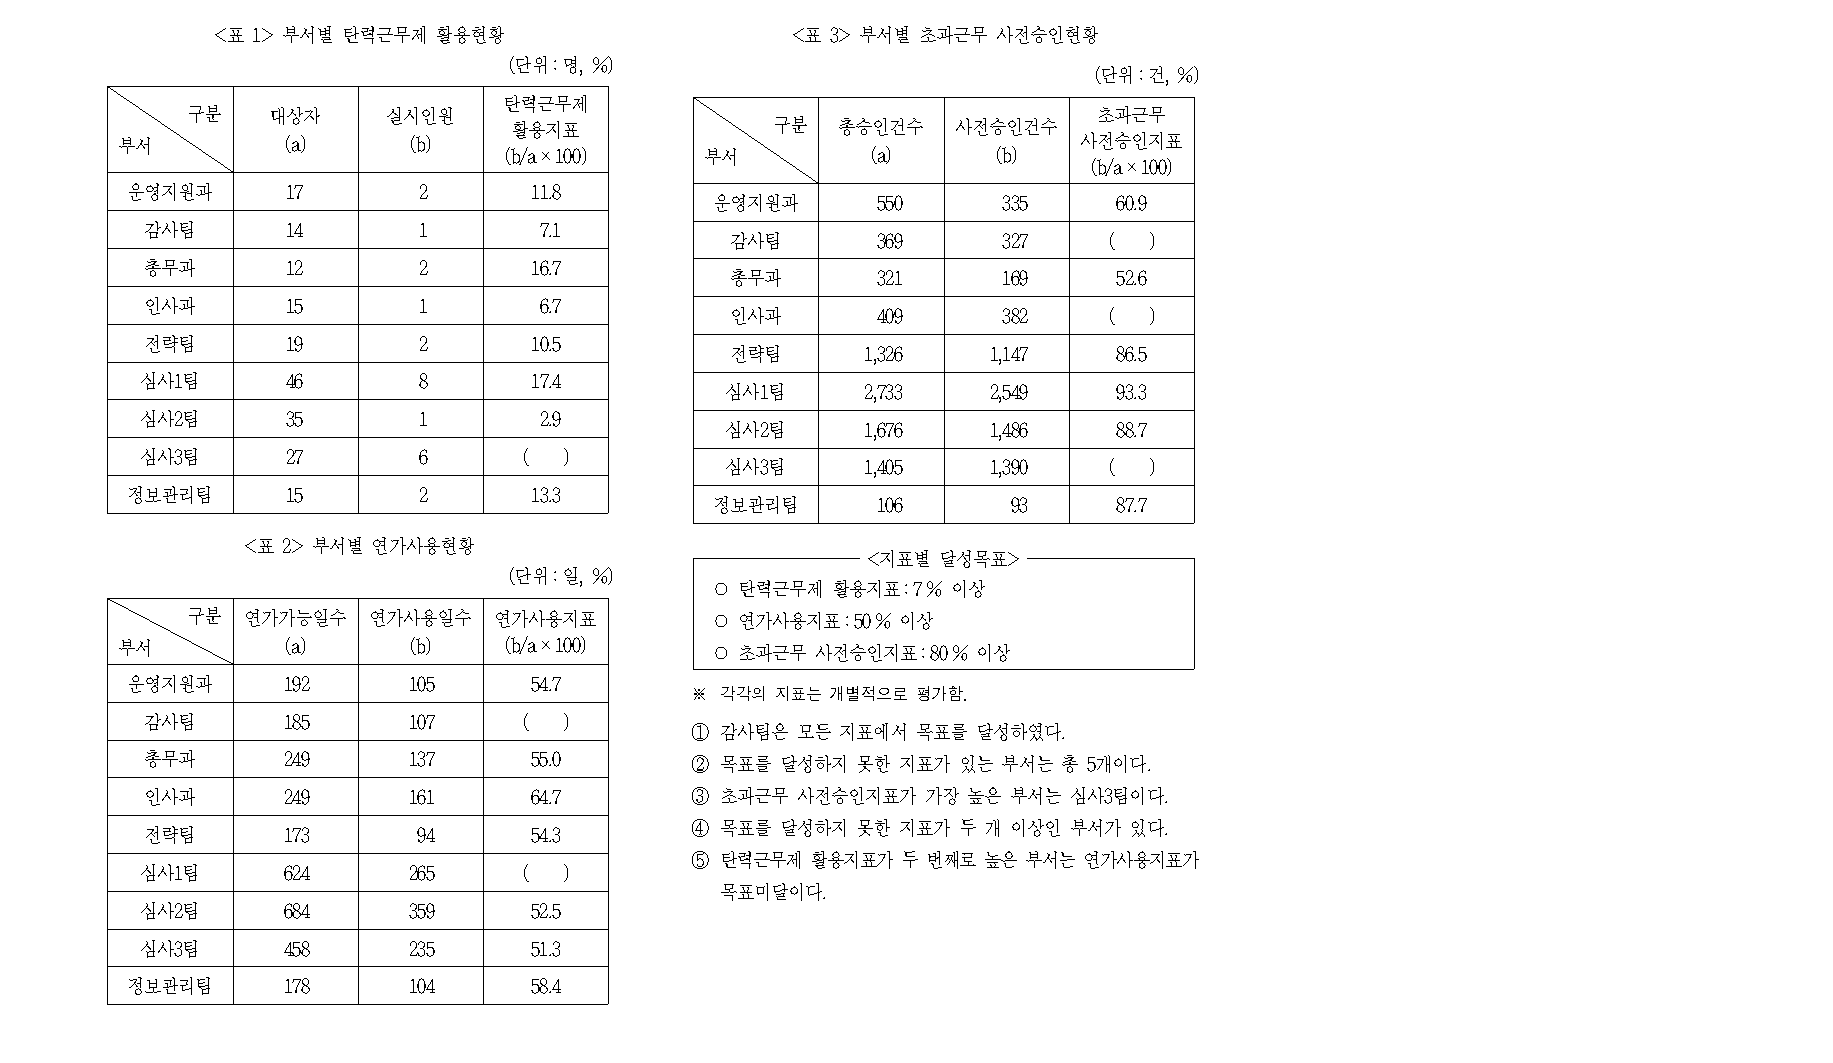 <표 1> 부서별 탄력근무제 활용현황
(단위 : 명, %)
구분 부서 대상자 (a) 실시인원 (b) 탄력근무제 활용지표 (b/a × 100)
운영지원과 17 2 11.8
감사팀 14 1 7.1
총무과 12 2 16.7
인사과 15 1 6.7
전략팀 19 2 10.5
심사1팀 46 8 17.4
심사2팀 35 1 2.9
심사3팀 27 6 ( )
정보관리팀 15 2 13.3
<표 2> 부서별 연가사용현황
(단위 : 일, %)
구분 부서 연가가능일수 (a) 연가사용일수 (b) 연가사용지표 (b/a × 100)
운영지원과 192 105 54.7
감사팀 185 107 ( )
총무과 249 137 55.0
인사과 249 161 64.7
전략팀 173 94 54.3
심사1팀 624 265 ( )
심사2팀 684 359 52.5
심사3팀 458 235 51.3
정보관리팀 178 104 58.4
<표 3> 부서별 초과근무 사전승인현황
(단위 : 건, %)
구분 부서 총승인건수 (a) 사전승인건수 (b) 초과근무 사전승인지표 (b/a × 100)
운영지원과 550 335 60.9
감사팀 369 327 ( )
총무과 321 169 52.6
인사과 409 382 ( )
전략팀 1,326 1,147 86.5
심사1팀 2,733 2,549 93.3
심사2팀 1,676 1,486 88.7
심사3팀 1,405 1,390 ( )
정보관리팀 106 93 87.7
<지표별 달성목표>
○ 탄력근무제 활용지표 : 7% 이상
○ 연가사용지표 : 50% 이상
○ 초과근무 사전승인지표 : 80% 이상
※ 각각의 지표는 개별적으로 평가함.
① 감사팀은 모든 지표에서 목표를 달성하였다.
② 목표를 달성하지 못한 지표가 있는 부서는 총 5개이다.
③ 초과근무 사전승인지표가 가장 높은 부서는 심사3팀이다.
④ 목표를 달성하지 못한 지표가 두 개 이상인 부서가 있다.
⑤ 탄력근무제 활용지표가 두 번째로 높은 부서는 연가사용지표가
목표미달이다.